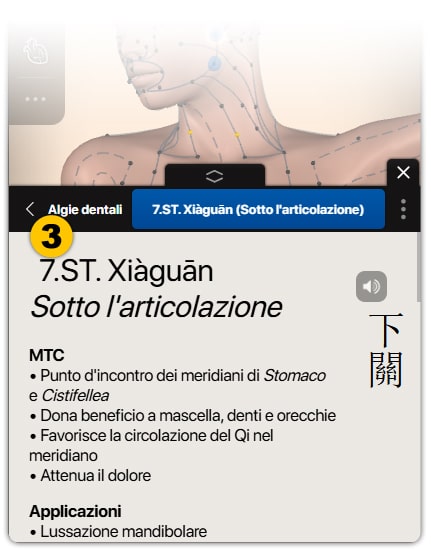 Algie dentali
7.ST. Xiàguān (Sotto l'articolazione)
3
7.ST. Xiàguān
Sotto l'articolazione
下關
MTC
• Punto d'incontro dei meridiani di Stomaco
e Cistifellea
• Dona beneficio a mascella, denti e orecchie
• Favorisce la circolazione del Qi nel
meridiano
• Attenua il dolore
Applicazioni
• Lussazione mandibolare